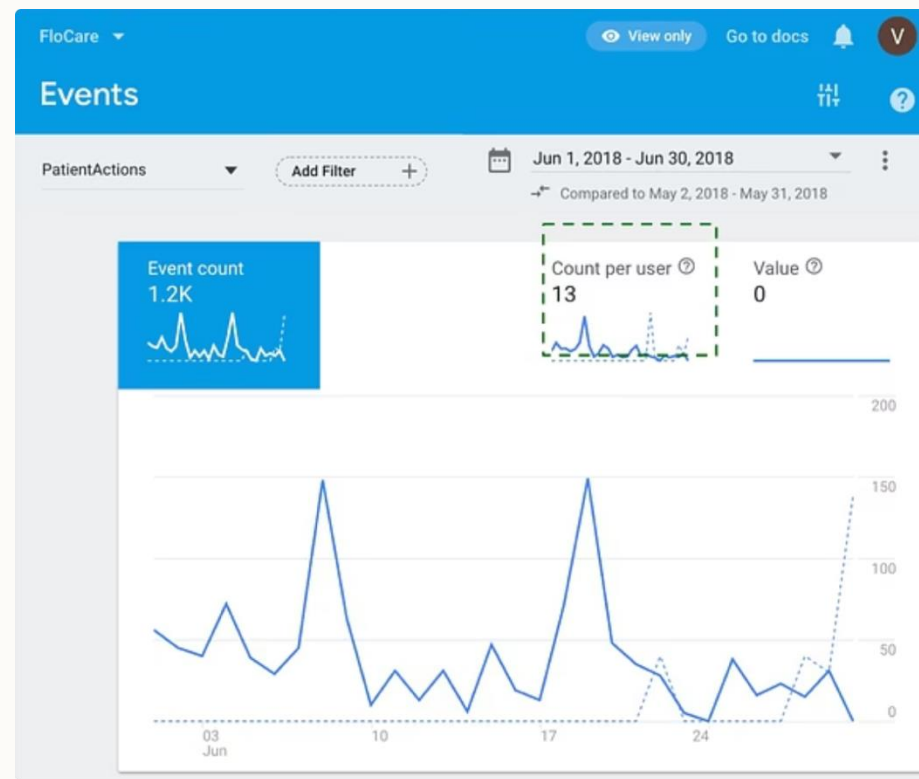 FloCare
View only
Go to docs
V
Events
PatientActions
Add Filter +
Jun 1, 2018 - Jun 30, 2018
Compared to May 2, 2018 - May 31, 2018
Event count
1.2K
Count per user
13
Value
0
200
150
100
50
0
03
Jun
10
17
24